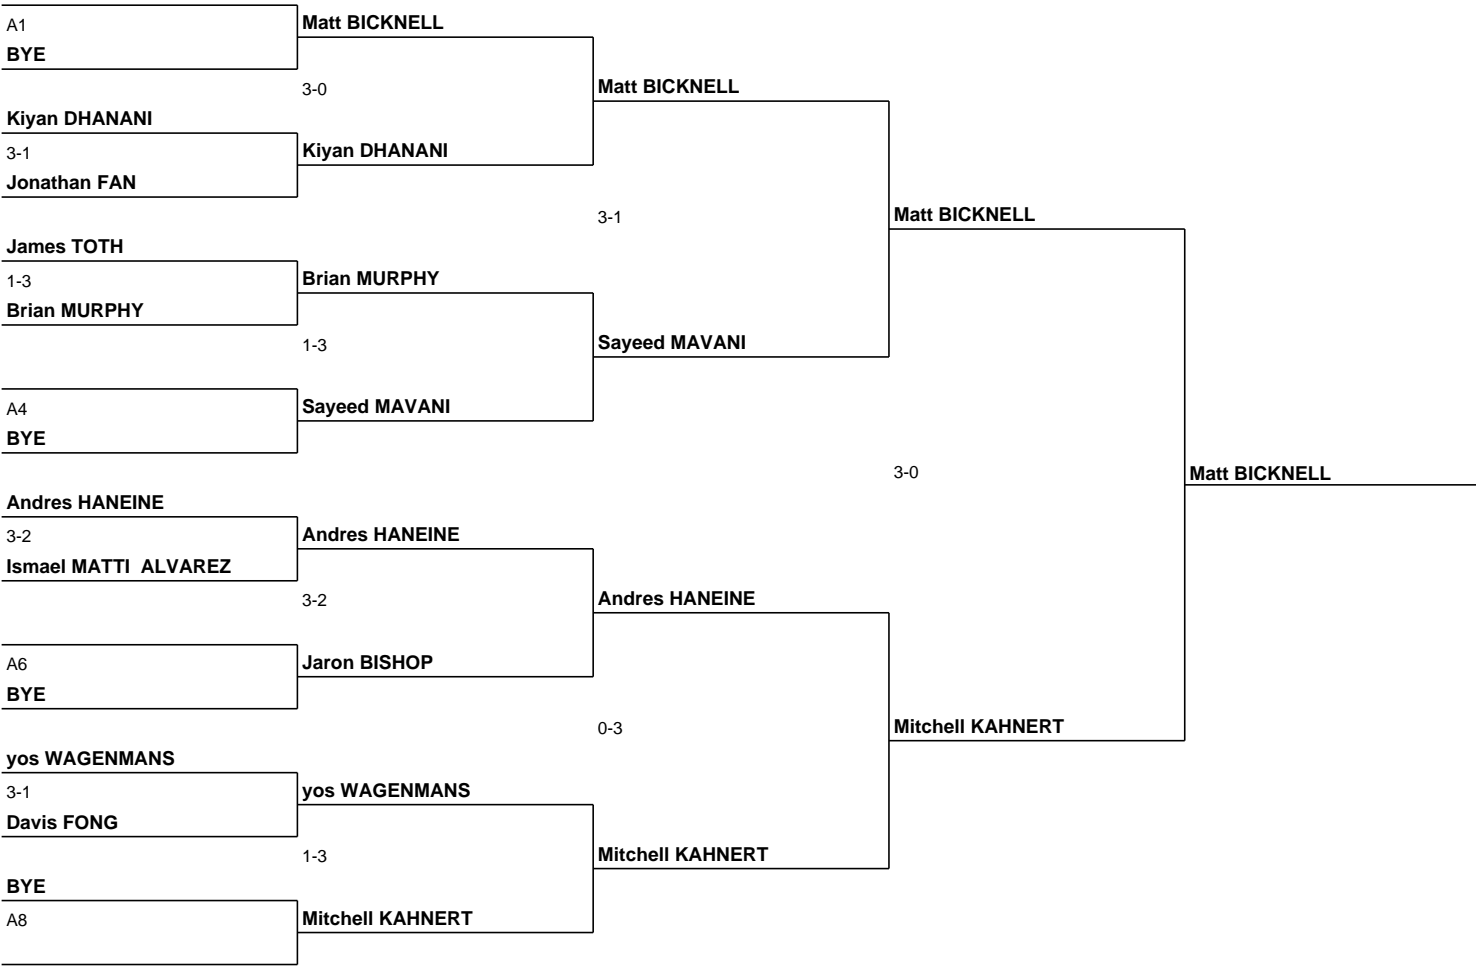 A1
BYE
Matt BICKNELL
3-0
Kiyan DHANANI
3-1
Jonathan FAN
Kiyan DHANANI
Matt BICKNELL
3-1
James TOTH
1-3
Brian MURPHY
Brian MURPHY
1-3
A4
BYE
Sayeed MAVANI
Sayeed MAVANI
Matt BICKNELL
3-0
Matt BICKNELL
Andres HANEINE
3-2
Ismael MATTI  ALVAREZ
Andres HANEINE
3-2
A6
BYE
Jaron BISHOP
Andres HANEINE
0-3
yos WAGENMANS
3-1
Davis FONG
yos WAGENMANS
1-3
BYE
A8
Mitchell KAHNERT
Mitchell KAHNERT
Mitchell KAHNERT